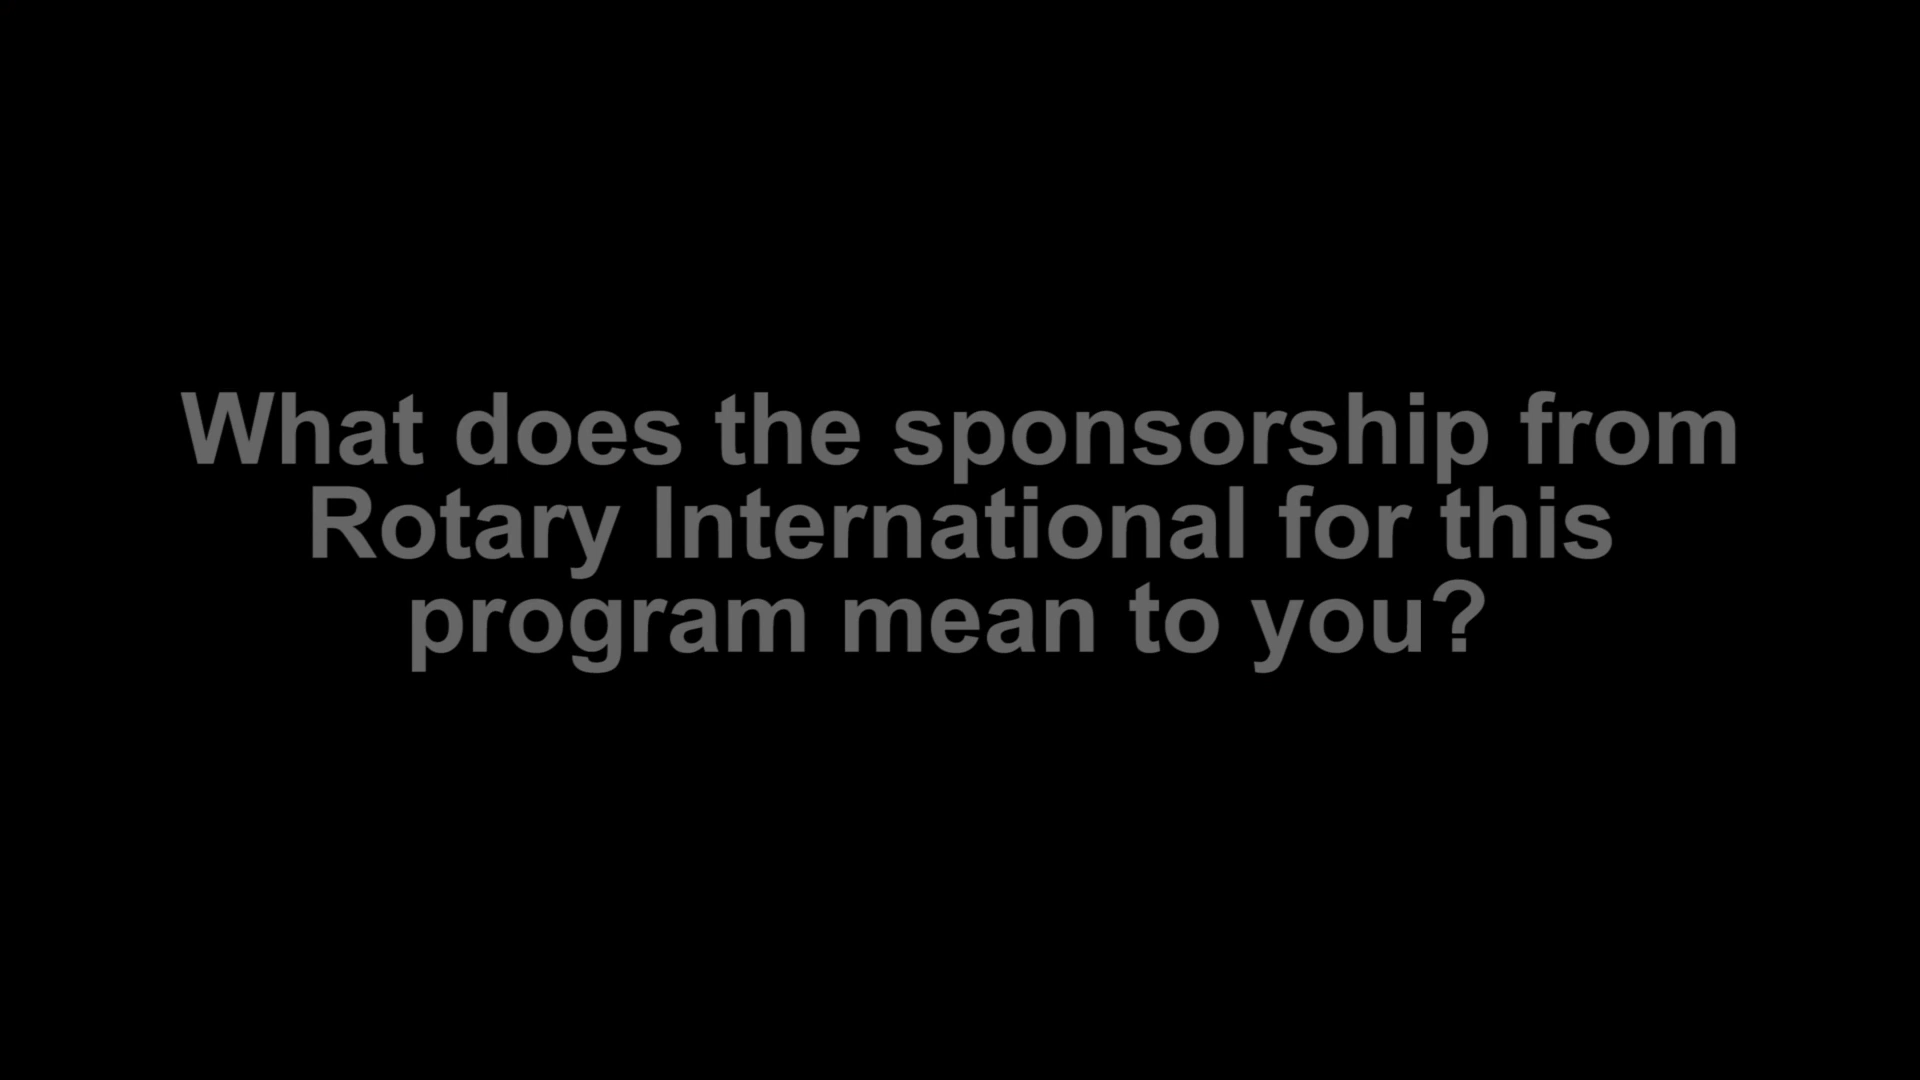 What does the sponsorship from
Rotary International for this
program mean to you?